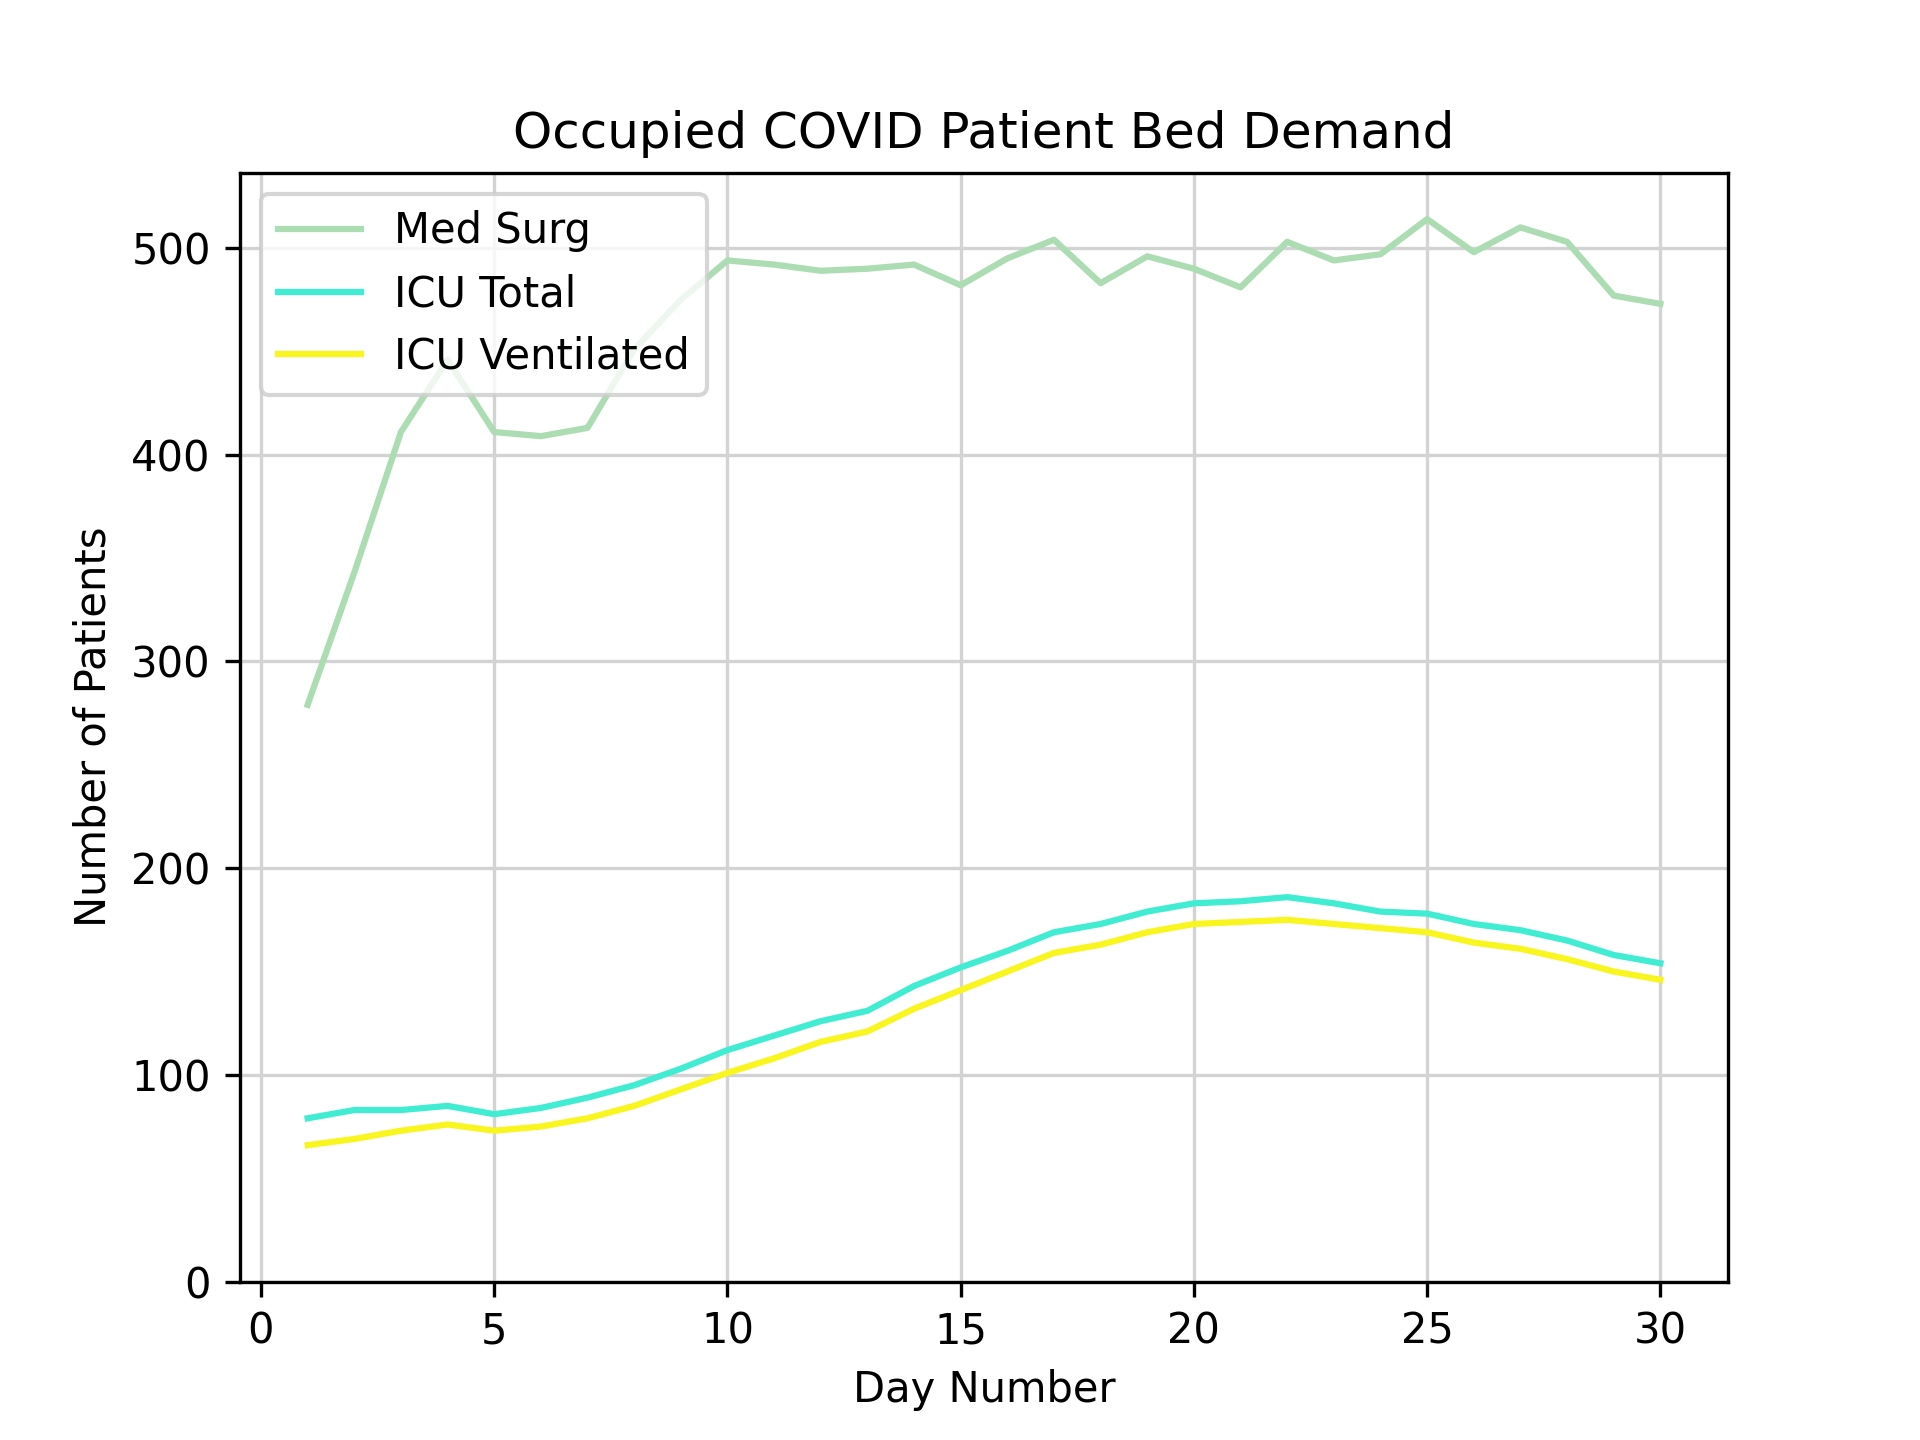 Occupied COVID Patient Bed Demand
Med Surg
ICU Total
ICU Ventilated
500
400
300
200
100
0
Number of Patients
0 5 10 15 20 25 30
Day Number